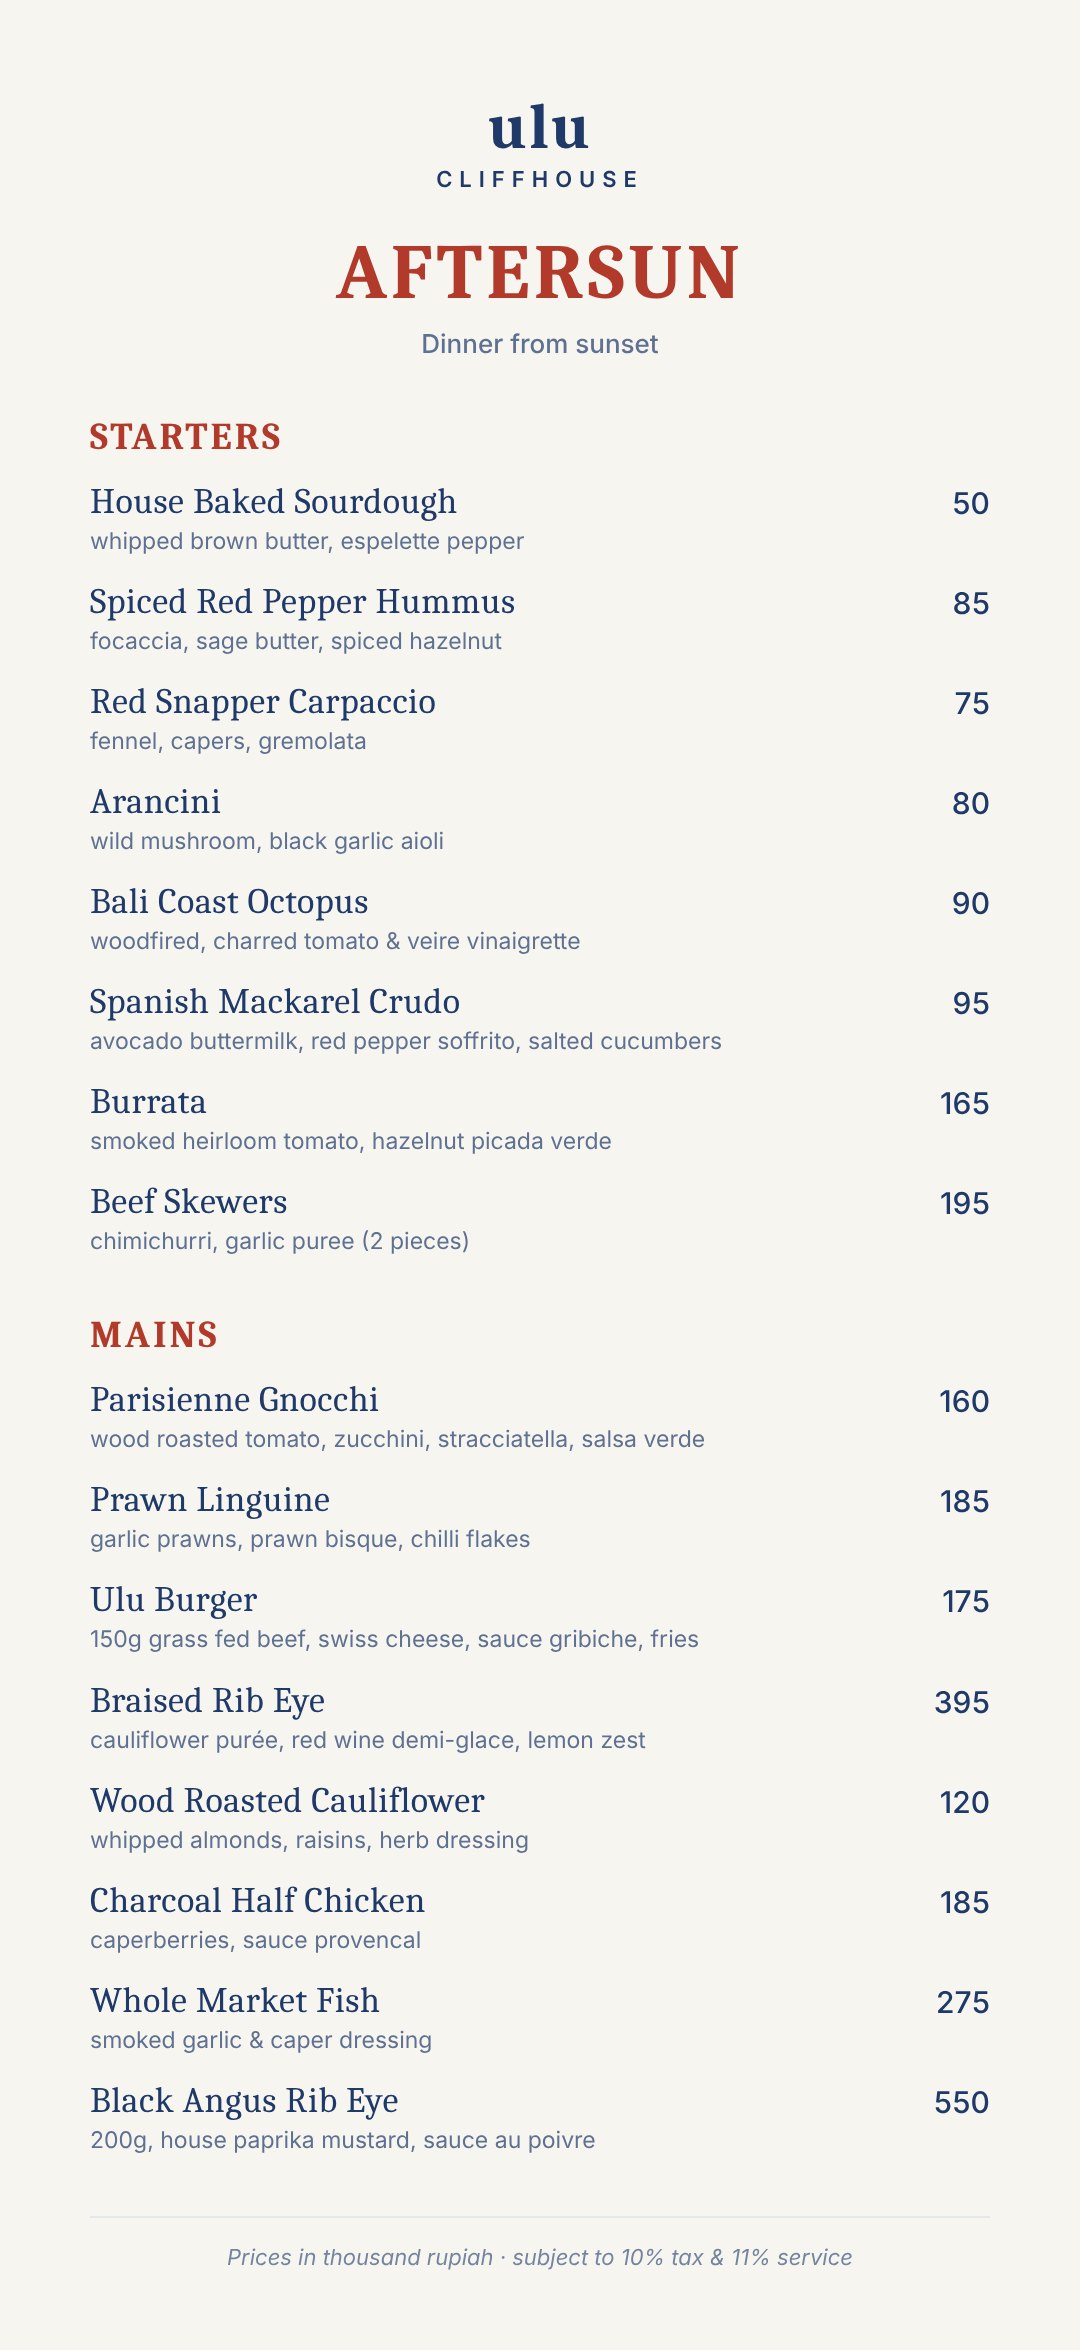 ulu
CLIFFHOUSE
AFTERSUN
Dinner from sunset
STARTERS
House Baked Sourdough 50
whipped brown butter, espelette pepper
Spiced Red Pepper Hummus 85
focaccia, sage butter, spiced hazelnut
Red Snapper Carpaccio 75
fennel, capers, gremolata
Arancini 80
wild mushroom, black garlic aioli
Bali Coast Octopus 90
woodfired, charred tomato & veire vinaigrette
Spanish Mackarel Crudo 95
avocado buttermilk, red pepper soffrito, salted cucumbers
Burrata 165
smoked heirloom tomato, hazelnut picada verde
Beef Skewers 195
chimichurri, garlic puree (2 pieces)
MAINS
Parisienne Gnocchi 160
wood roasted tomato, zucchini, stracciatella, salsa verde
Prawn Linguine 185
garlic prawns, prawn bisque, chilli flakes
Ulu Burger 175
150g grass fed beef, swiss cheese, sauce gribiche, fries
Braised Rib Eye 395
cauliflower purée, red wine demi-glace, lemon zest
Wood Roasted Cauliflower 120
whipped almonds, raisins, herb dressing
Charcoal Half Chicken 185
caperberries, sauce provencal
Whole Market Fish 275
smoked garlic & caper dressing
Black Angus Rib Eye 550
200g, house paprika mustard, sauce au poivre
Prices in thousand rupiah · subject to 10% tax & 11% service